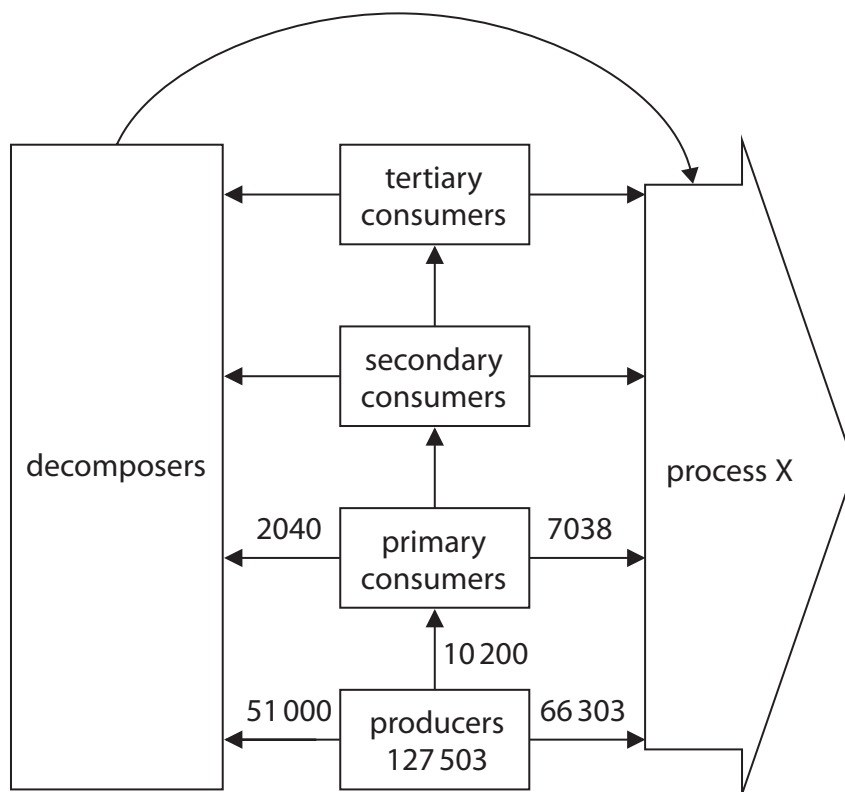 tertiary
consumers
secondary
consumers
decomposers
process X
2040
primary
consumers
7038
10 200
51 000
producers
127 503
66 303